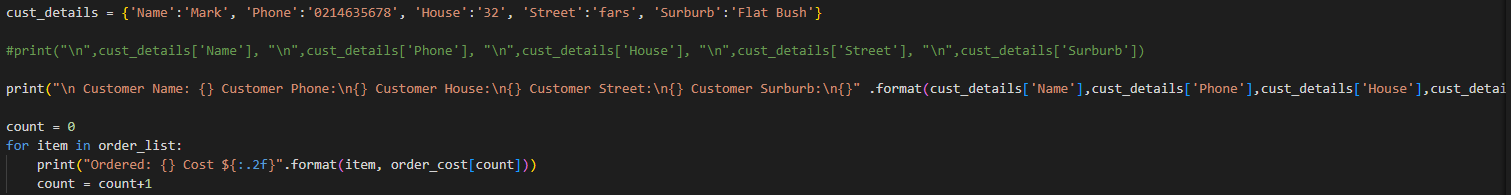 cust_details = {'Name':'Mark', 'Phone':'0214635678', 'House':'32', 'Street':'fars', 'Surburb':'Flat Bush'}
#print("\n",cust_details['Name'], "\n",cust_details['Phone'], "\n",cust_details['House'], "\n",cust_details['Street'], "\n",cust_details['Surburb'])
print("\n Customer Name: {} Customer Phone:\n{} Customer House:\n{} Customer Street:\n{} Customer Surburb:\n{}" .format(cust_details['Name'],cust_details['Phone'],cust_details['House'],cust_detai
count = 0
for item in order_list:
    print("Ordered: {} Cost ${:.2f}".format(item, order_cost[count]))
    count = count+1